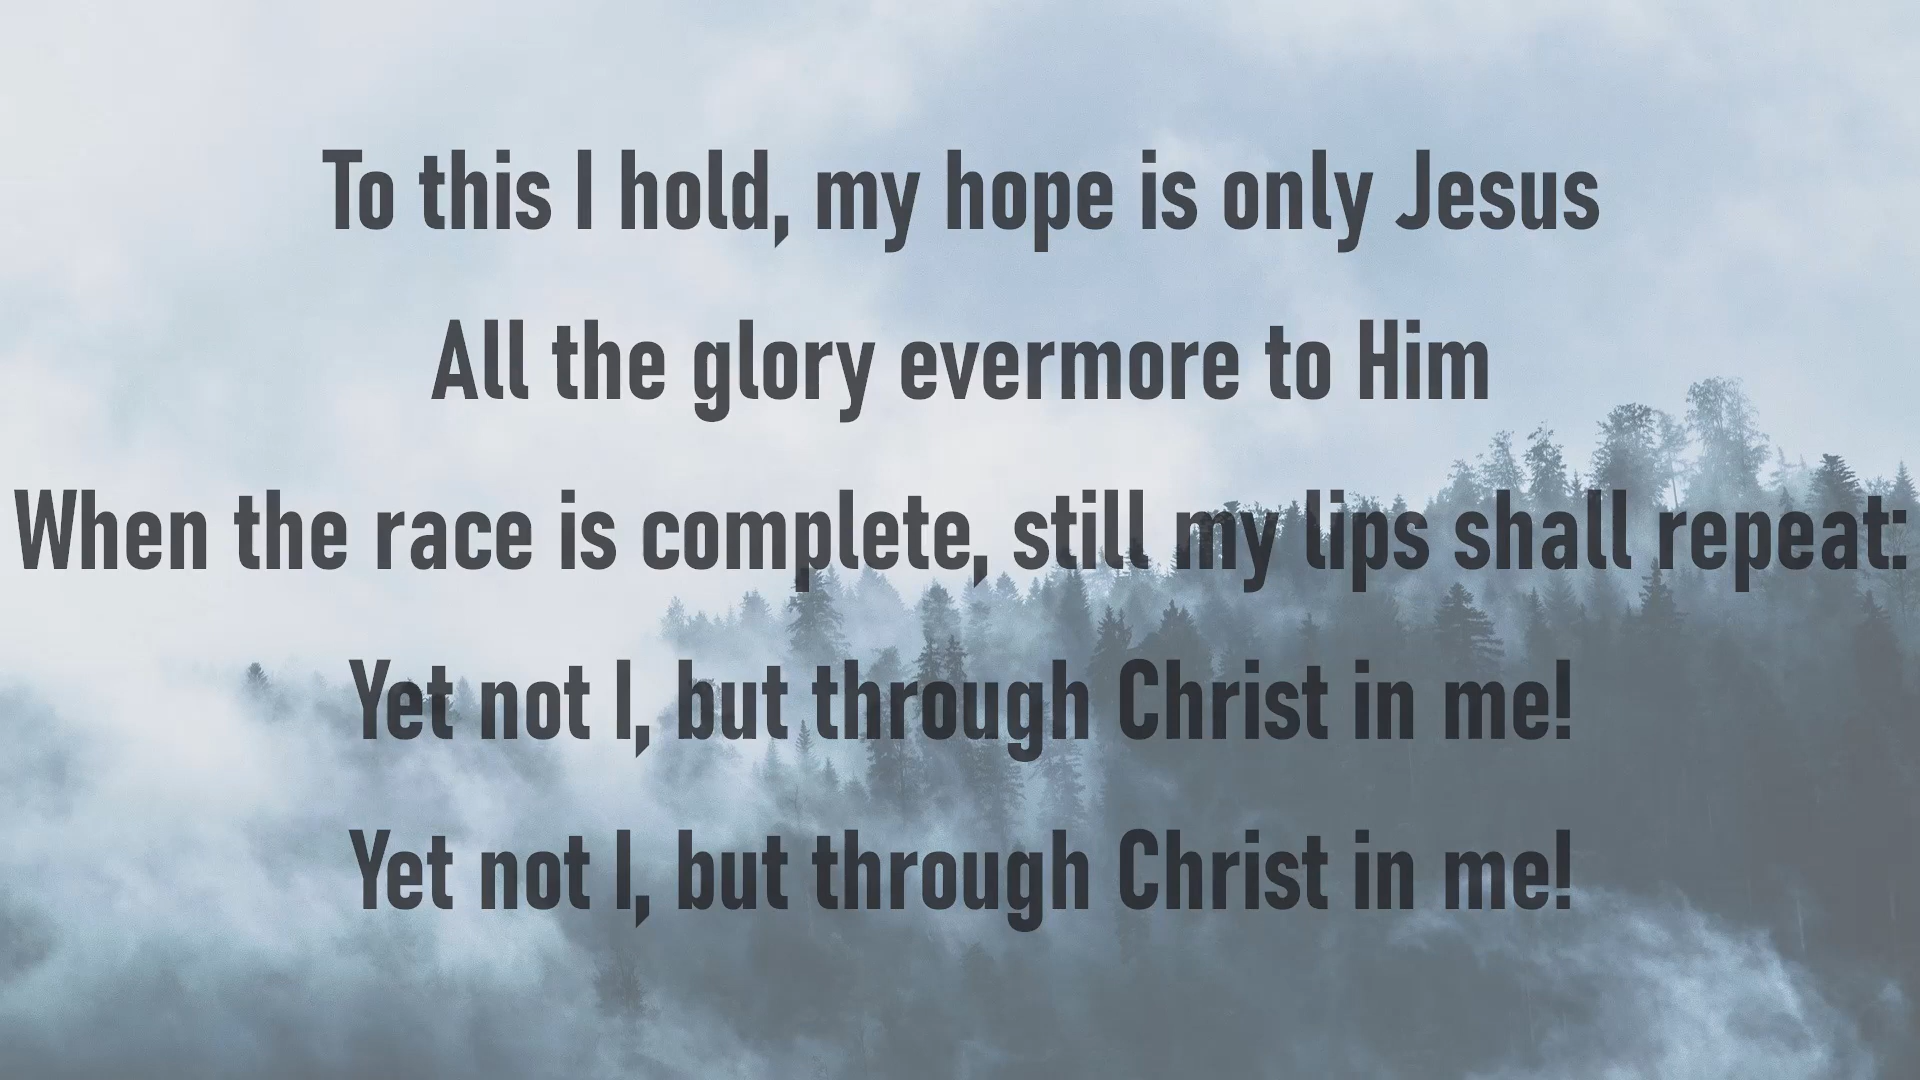 To this I hold, my hope is only Jesus
All the glory evermore to Him
When the race is complete, still my lips shall repeat:
Yet not I, but through Christ in me!
Yet not I, but through Christ in me!